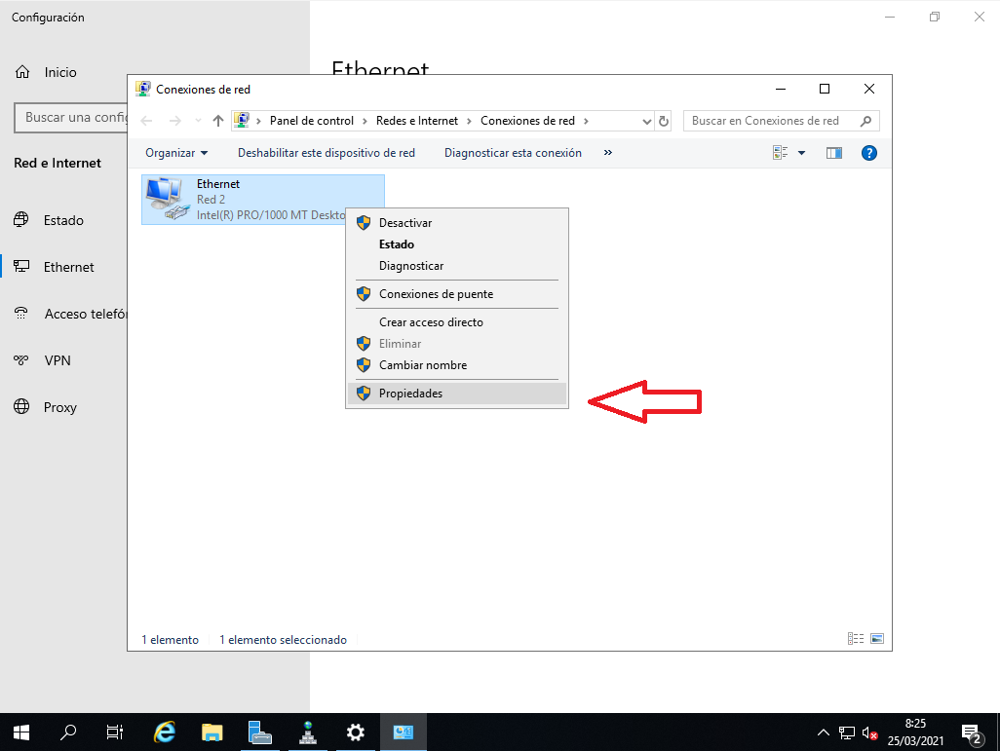 Configuración
Inicio
Buscar una config
Red e Internet
Estado
Ethernet
Acceso telefón
VPN
Proxy
Ethernet
Conexiones de red
Panel de control
Redes e Internet
Conexiones de red
Buscar en Conexiones de red
Organizar
Deshabilitar este dispositivo de red
Diagnosticar esta conexión
»
Ethernet
Red 2
Intel(R) PRO/1000 MT Deskto
Desactivar
Estado
Diagnosticar
Conexiones de puente
Crear acceso directo
Eliminar
Cambiar nombre
Propiedades
1 elemento
1 elemento seleccionado
8:25
25/03/2021
2